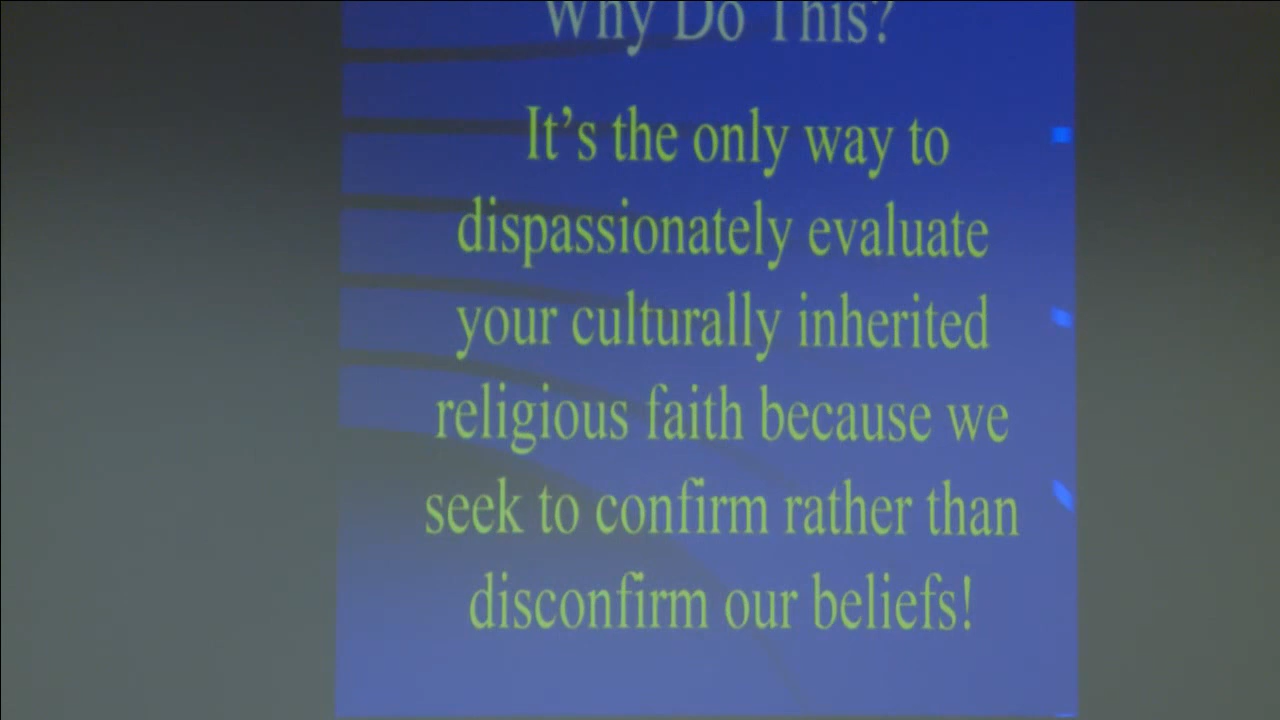 Why Do This?
It's the only way to
dispassionately evaluate
your culturally inherited
religious faith because we
seek to confirm rather than
disconfirm our beliefs!